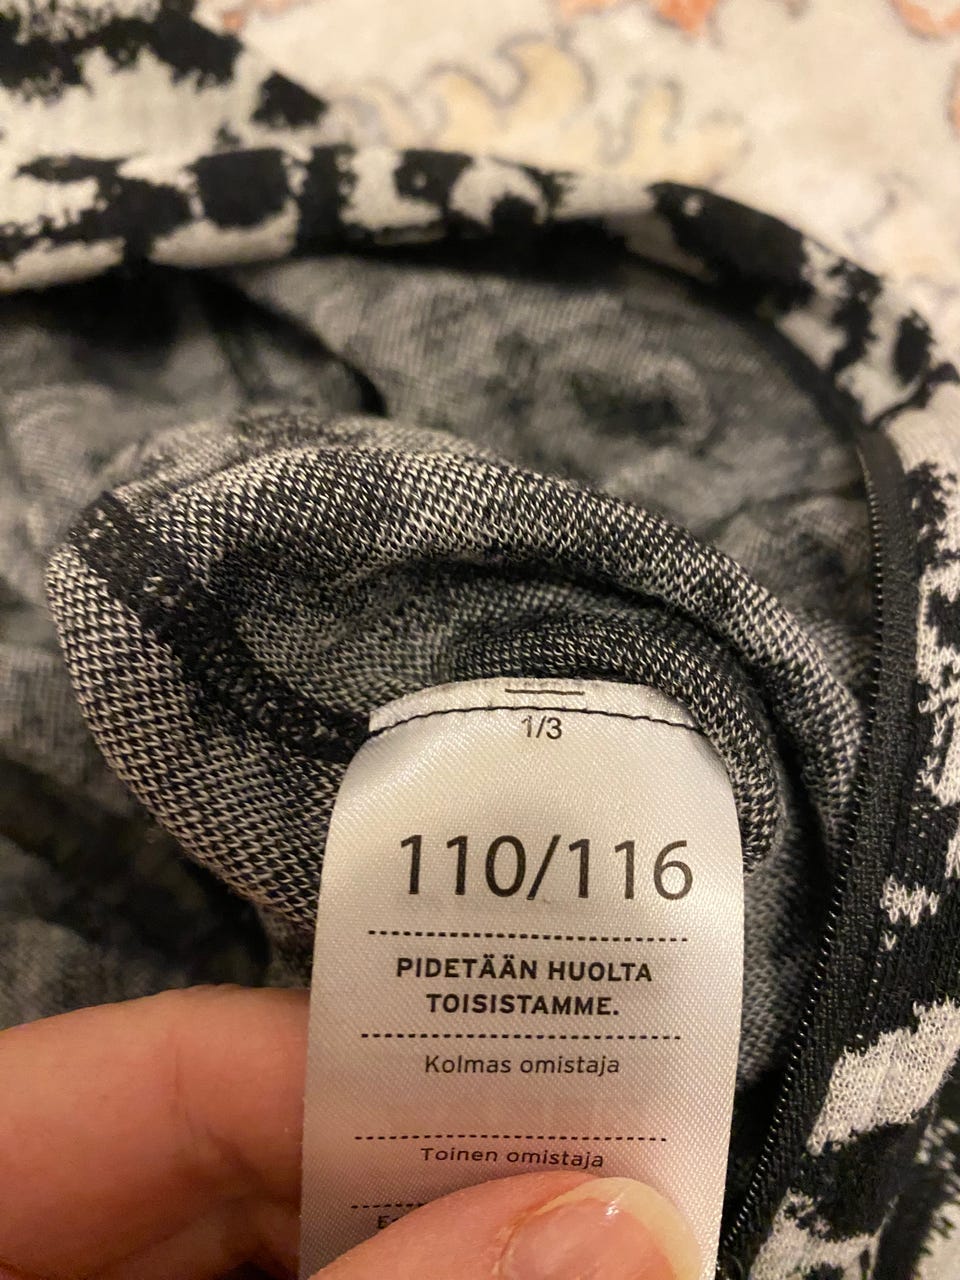 1/3
110/116
PIDETÄÄN HUOLTA
TOISISTAMME.
Kolmas omistaja
Toinen omistaja